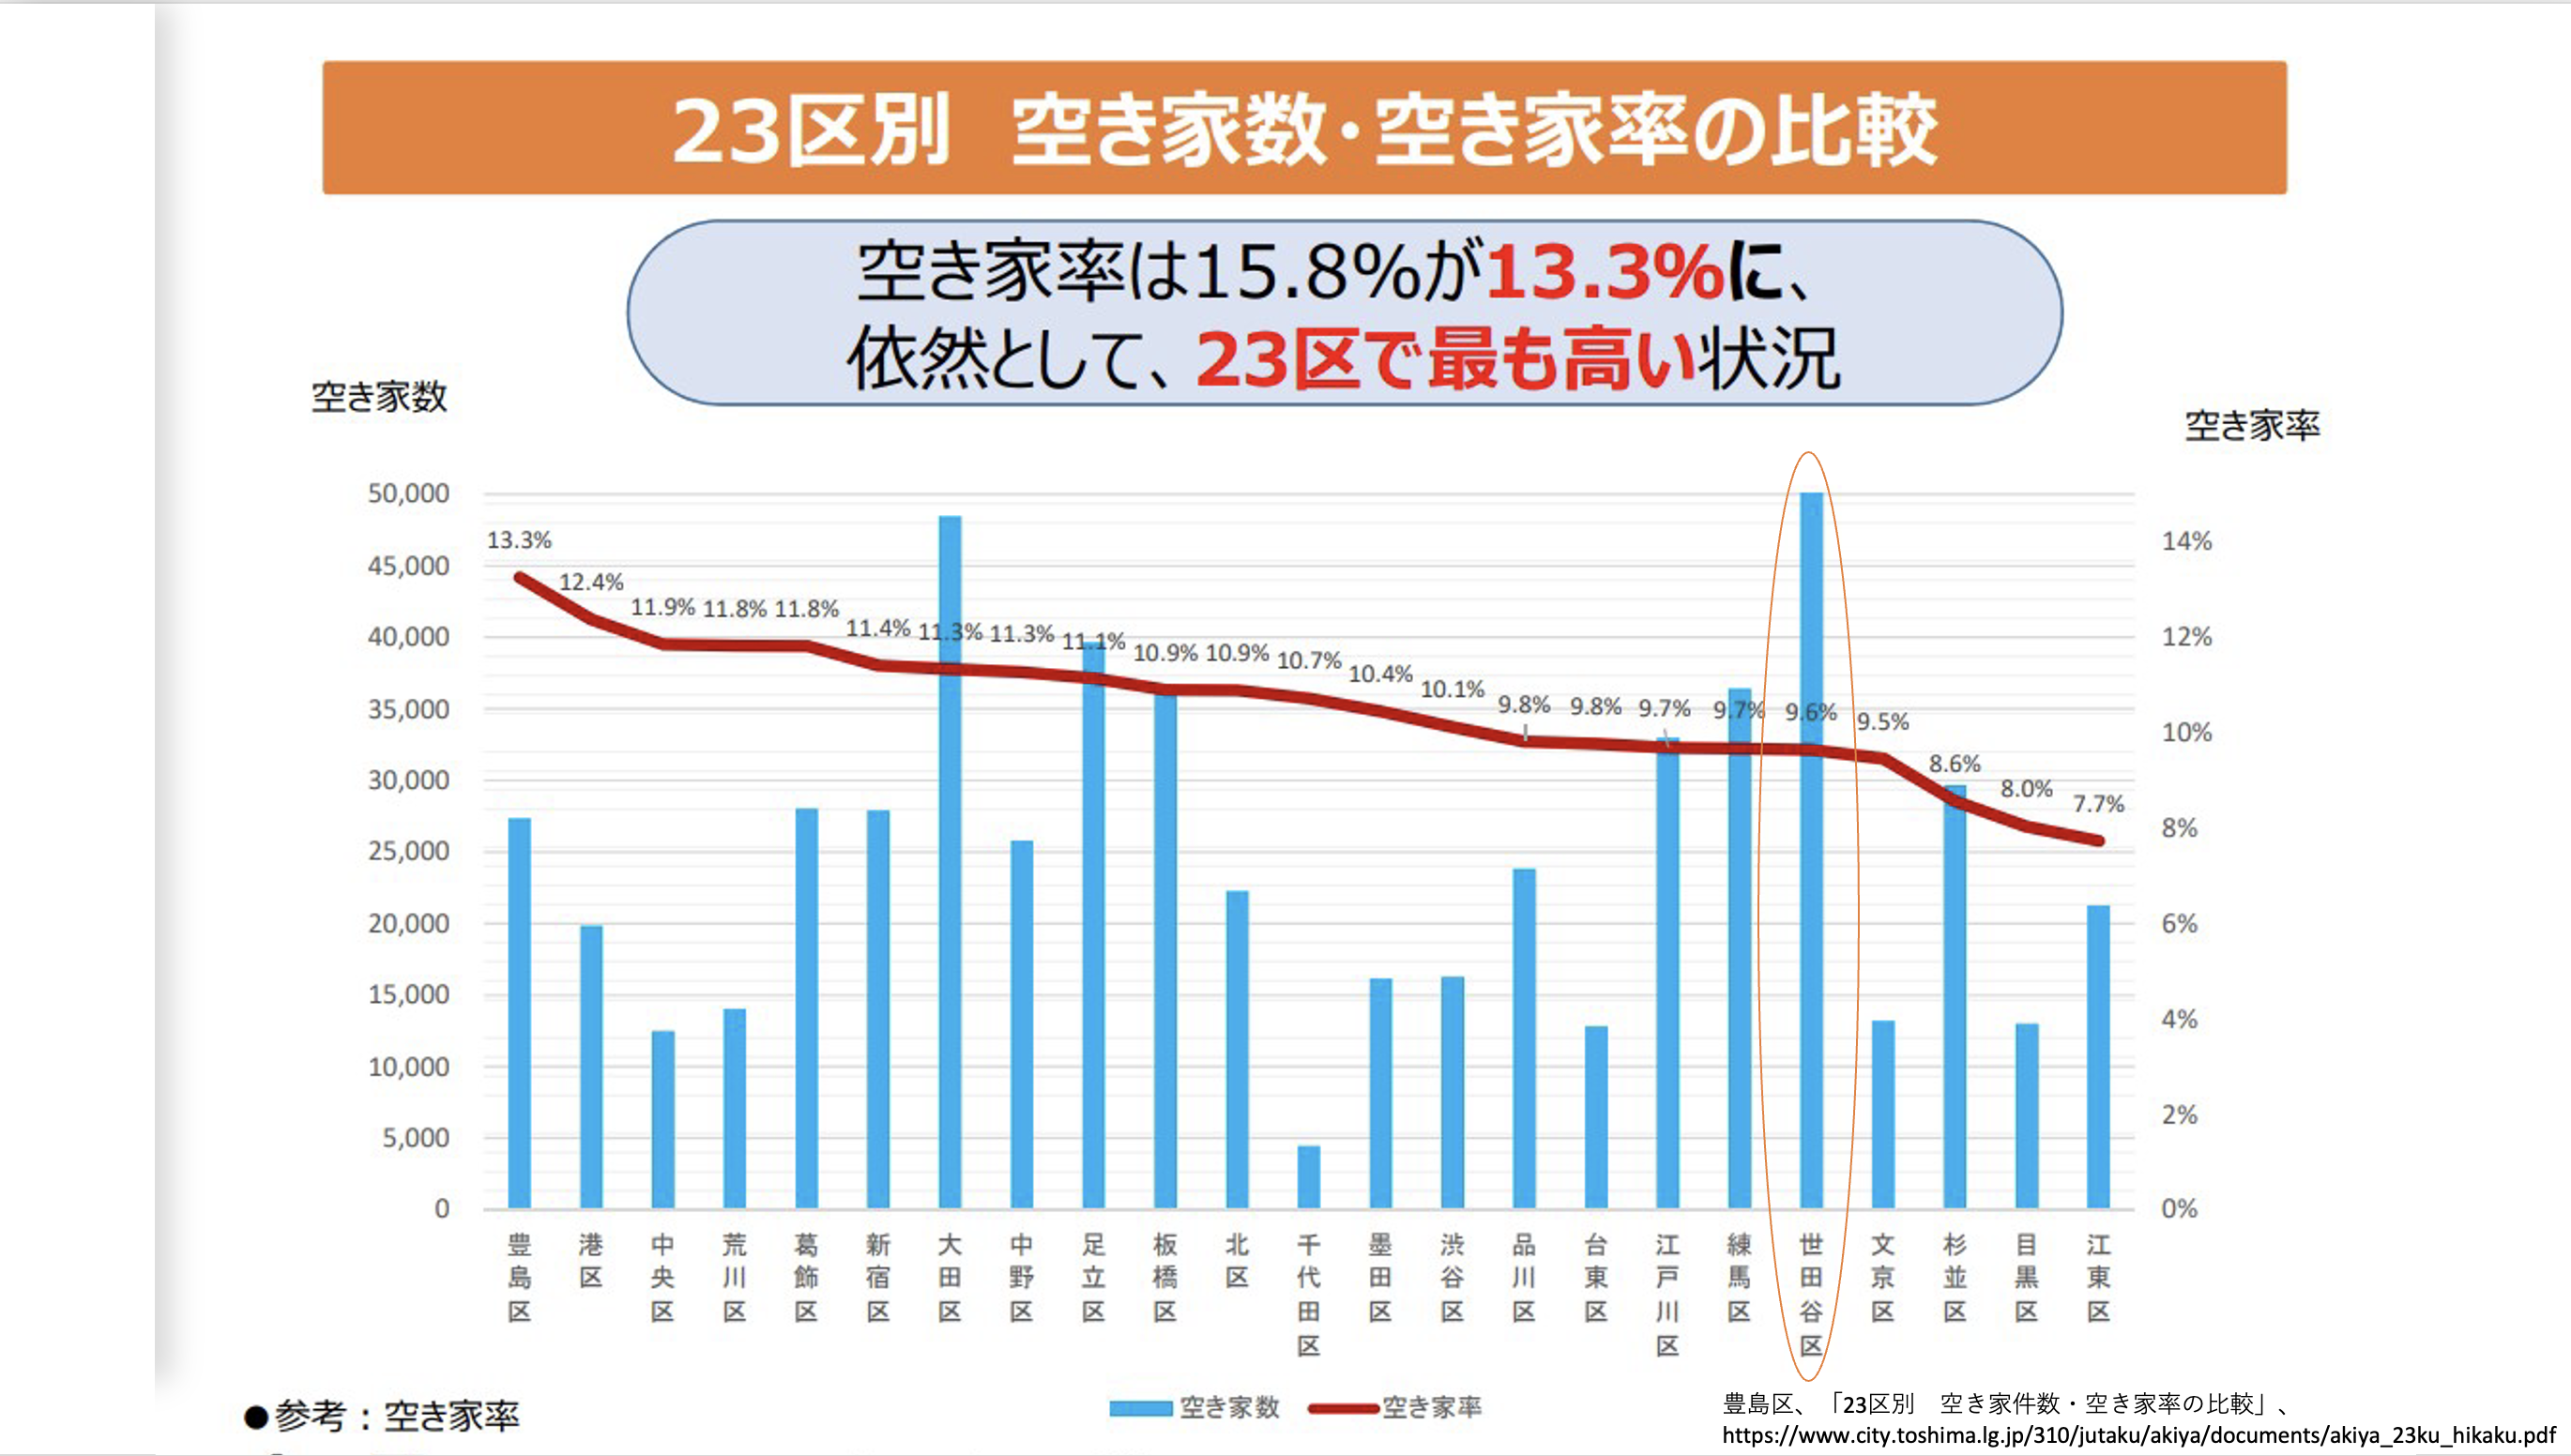 23区別　空き家数・空き家率の比較
空き家率は15.8%が13.3%に、
依然として、23区で最も高い状況
空き家数
空き家率
50,000
45,000
40,000
35,000
30,000
25,000
20,000
15,000
10,000
5,000
0
14%
12%
10%
8%
6%
4%
2%
0%
13.3%
12.4%
11.9%
11.8%
11.8%
11.4%
11.3%
11.3%
11.1%
10.9%
10.9%
10.7%
10.4%
10.1%
9.8%
9.8%
9.7%
9.7%
9.6%
9.5%
8.6%
8.0%
7.7%
豊島区
港区
中央区
荒川区
葛飾区
新宿区
大田区
中野区
足立区
板橋区
北区
千代田区
墨田区
渋谷区
品川区
台東区
江戸川区
練馬区
世田谷区
文京区
杉並区
目黒区
江東区
空き家数
空き家率
●参考：空き家率
豊島区、「23区別　空き家件数・空き家率の比較」、
https://www.city.toshima.lg.jp/310/jutaku/akiya/documents/akiya_23ku_hikaku.pdf